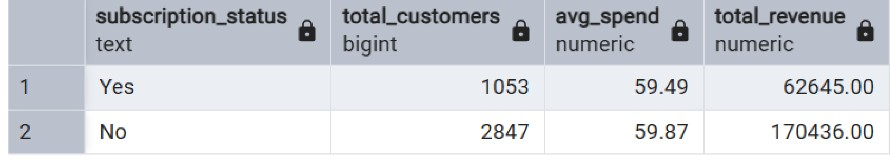 subscription_status total_customers avg_spend total_revenue
text bigint numeric numeric
1 Yes 1053 59.49 62645.00
2 No 2847 59.87 170436.00